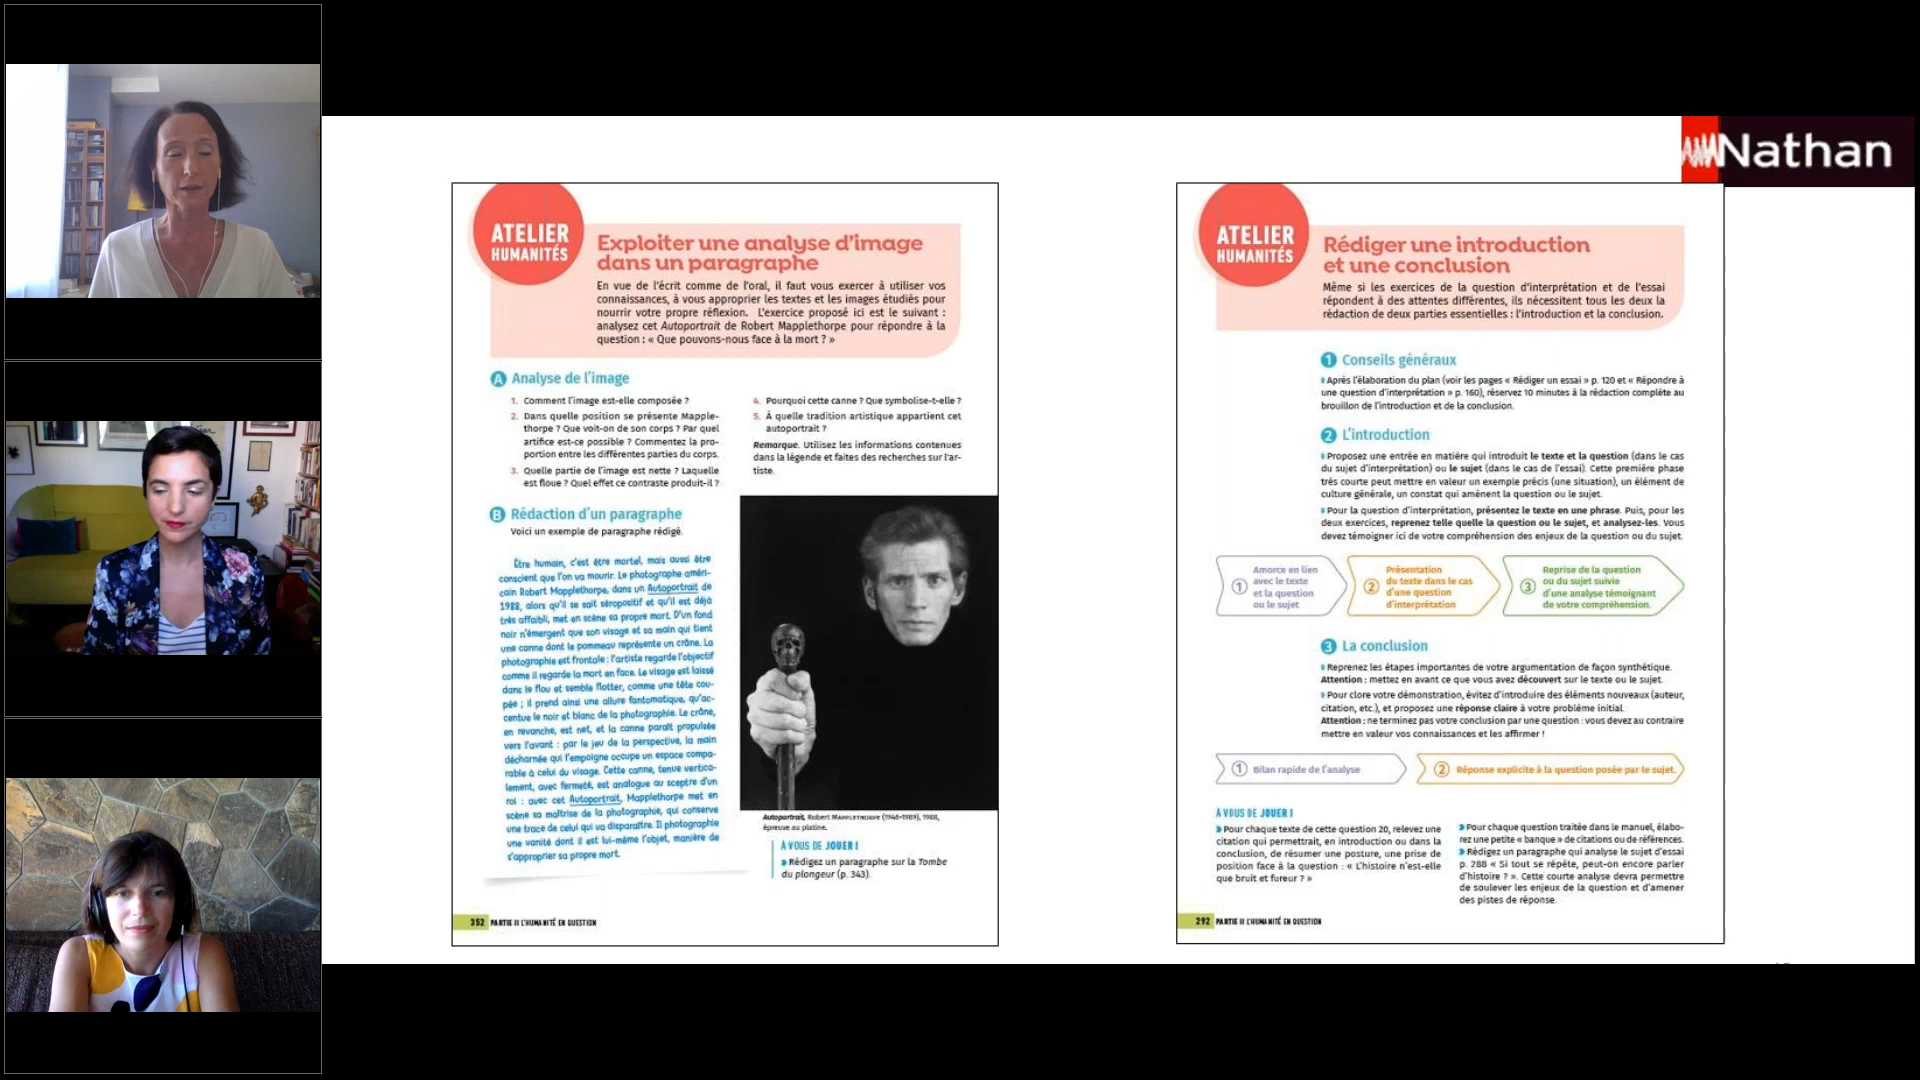 Nathan
ATELIER
HUMANITÉS
Exploiter une analyse d'image
dans un paragraphe
En vue de l'écrit comme de l'oral, il faut vous exercer à utiliser vos
connaissances, à vous approprier les textes et les images étudiés pour
nourrir votre propre réflexion. L'exercice proposé ici est le suivant :
analysez cet Autoportrait de Robert Mapplethorpe pour répondre à la
question : « Que pouvons-nous face à la mort ? »
A Analyse de l'image
1. Comment l'image est-elle composée ?
2. Dans quelle position se présente Mapple-
thorpe ? Que voit-on de son corps ? Par quel
artifice est-ce possible ? Commentez la pro-
portion entre les différentes parties du corps.
3. Quelle partie de l'image est nette ? Laquelle
est floue ? Quel effet ce contraste produit-il ?
4. Pourquoi cette canne ? Que symbolise-t-elle ?
5. À quelle tradition artistique appartient cet
autoportrait ?
Remarque. Utilisez les informations contenues
dans la légende et faites des recherches sur l'ar-
tiste.
B Rédaction d'un paragraphe
Voici un exemple de paragraphe rédigé.
Être humain, c'est être mortel, mais aussi être
conscient que l'on va mourir. Le photographe améri-
cain Robert Mapplethorpe, dans un Autoportrait de
1988, alors qu'il se sait séropositif et qu'il est déjà
très affaibli, met en scène sa propre mort. D'un fond
noir n'émergent que son visage et sa main qui tient
une canne dont le pommeau représente un crâne. La
photographie est frontale : l'artiste regarde l'objectif
comme il regarde la mort en face. Le visage est laissé
dans le flou et semble flotter, comme une tête cou-
pée ; il prend ainsi une allure fantomatique, qu'ac-
centue le noir et blanc de la photographie. Le crâne,
en revanche, est net, et la canne paraît propulsée
vers l'avant : par le jeu de la perspective, la main
décharnée qui l'empoigne occupe un espace compa-
rable à celui du visage. Cette canne, tenue vertica-
lement, avec fermeté, est analogue au sceptre d'un
roi : avec cet Autoportrait, Mapplethorpe met en
scène sa maîtrise de la photographie, qui conserve
une trace de celui qui va disparaître. Il photographie
une vanité dont il est lui-même l'objet, manière de
s'approprier sa propre mort.
Autoportrait, Robert MAPPLETHORPE (1946-1989), 1988,
épreuve au platine.
À VOUS DE JOUER !
Rédigez un paragraphe sur la Tombe
du plongeur (p. 343).
352 PARTIE II L'HUMANITÉ EN QUESTION
ATELIER
HUMANITÉS
Rédiger une introduction
et une conclusion
Même si les exercices de la question d'interprétation et de l'essai
répondent à des attentes différentes, ils nécessitent tous les deux la
rédaction de deux parties essentielles : l'introduction et la conclusion.
1 Conseils généraux
Après l'élaboration du plan (voir les pages « Rédiger un essai » p. 120 et « Répondre à
une question d'interprétation » p. 160), réservez 10 minutes à la rédaction complète au
brouillon de l'introduction et de la conclusion.
2 L'introduction
Proposez une entrée en matière qui introduit le texte et la question (dans le cas
du sujet d'interprétation) ou le sujet (dans le cas de l'essai). Cette première phase
très courte peut mettre en valeur un exemple précis (une situation), un élément de
culture générale, un constat qui amènent la question ou le sujet.
Pour la question d'interprétation, présentez le texte en une phrase. Puis, pour les
deux exercices, reprenez telle quelle la question ou le sujet, et analysez-les. Vous
devez témoigner ici de votre compréhension des enjeux de la question ou du sujet.
1 Amorce en lien
avec le texte
et la question
ou le sujet
2 Présentation
du texte dans le cas
d'une question
d'interprétation
3 Reprise de la question
ou du sujet suivie
d'une analyse témoignant
de votre compréhension.
3 La conclusion
Reprenez les étapes importantes de votre argumentation de façon synthétique.
Attention : mettez en avant ce que vous avez découvert sur le texte ou le sujet.
Pour clore votre démonstration, évitez d'introduire des éléments nouveaux (auteur,
citation, etc.), et proposez une réponse claire à votre problème initial.
Attention : ne terminez pas votre conclusion par une question : vous devez au contraire
mettre en valeur vos connaissances et les affirmer !
1 Bilan rapide de l'analyse
2 Réponse explicite à la question posée par le sujet.
À VOUS DE JOUER !
Pour chaque texte de cette question 20, relevez une
citation qui permettrait, en introduction ou dans la
conclusion, de résumer une posture, une prise de
position face à la question : « L'histoire n'est-elle
que bruit et fureur ? »
Pour chaque question traitée dans le manuel, élabo-
rez une petite « banque » de citations ou de références.
Rédigez un paragraphe qui analyse le sujet d'essai
p. 288 « Si tout se répète, peut-on encore parler
d'histoire ? ». Cette courte analyse devra permettre
de soulever les enjeux de la question et d'amener
des pistes de réponse.
292 PARTIE II L'HUMANITÉ EN QUESTION